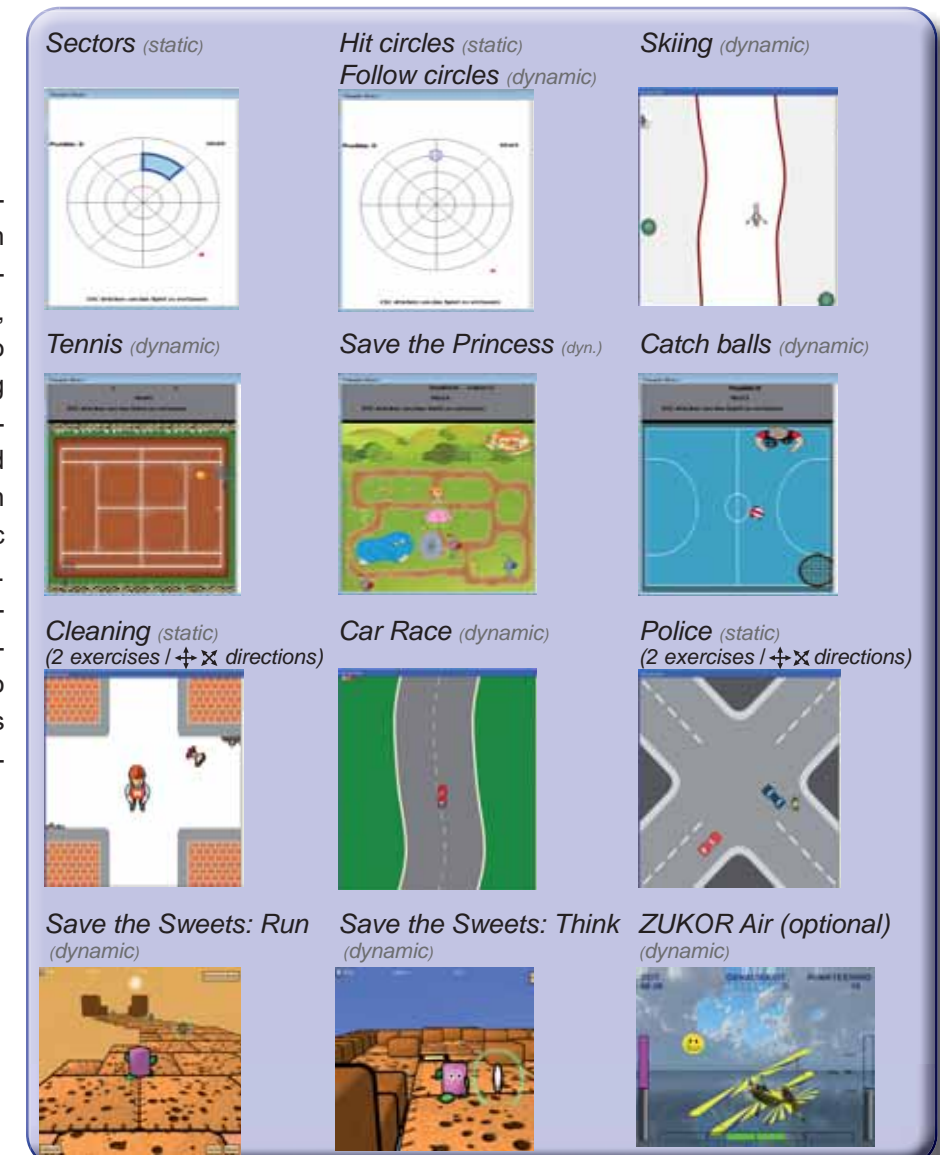 Sectors (static)
Hit circles (static)
Follow circles (dynamic)
Skiing (dynamic)
Tennis (dynamic)
Save the Princess (dyn.)
Catch balls (dynamic)
Cleaning (static)
(2 exercises / directions)
Car Race (dynamic)
Police (static)
(2 exercises / directions)
Save the Sweets: Run
(dynamic)
Save the Sweets: Think
(dynamic)
ZUKOR Air (optional)
(dynamic)